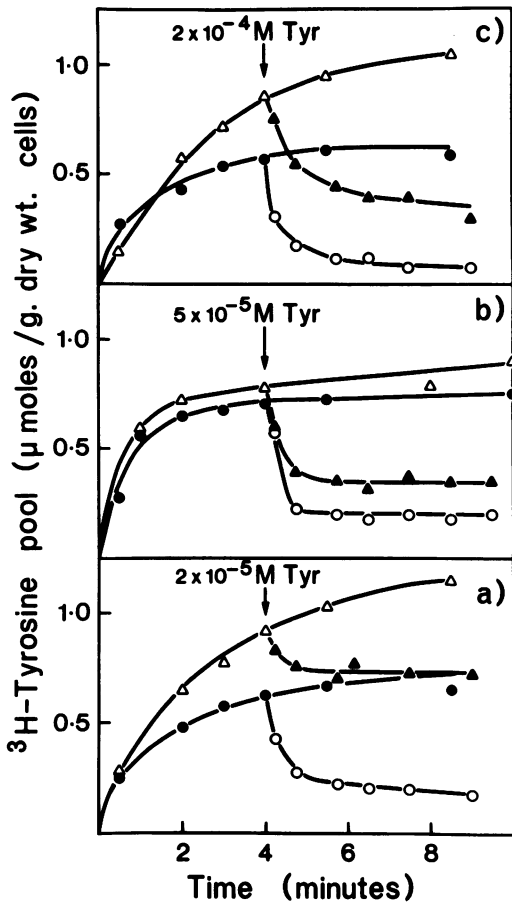 2 x 10⁻⁴ M Tyr
c)
1.0
0.5
5 x 10⁻⁵ M Tyr
b)
1.0
0.5
2 x 10⁻⁵ M Tyr
a)
1.0
0.5
2 4 6 8 10
Time (minutes)
³H-Tyrosine pool (μ moles / g. dry wt. cells)